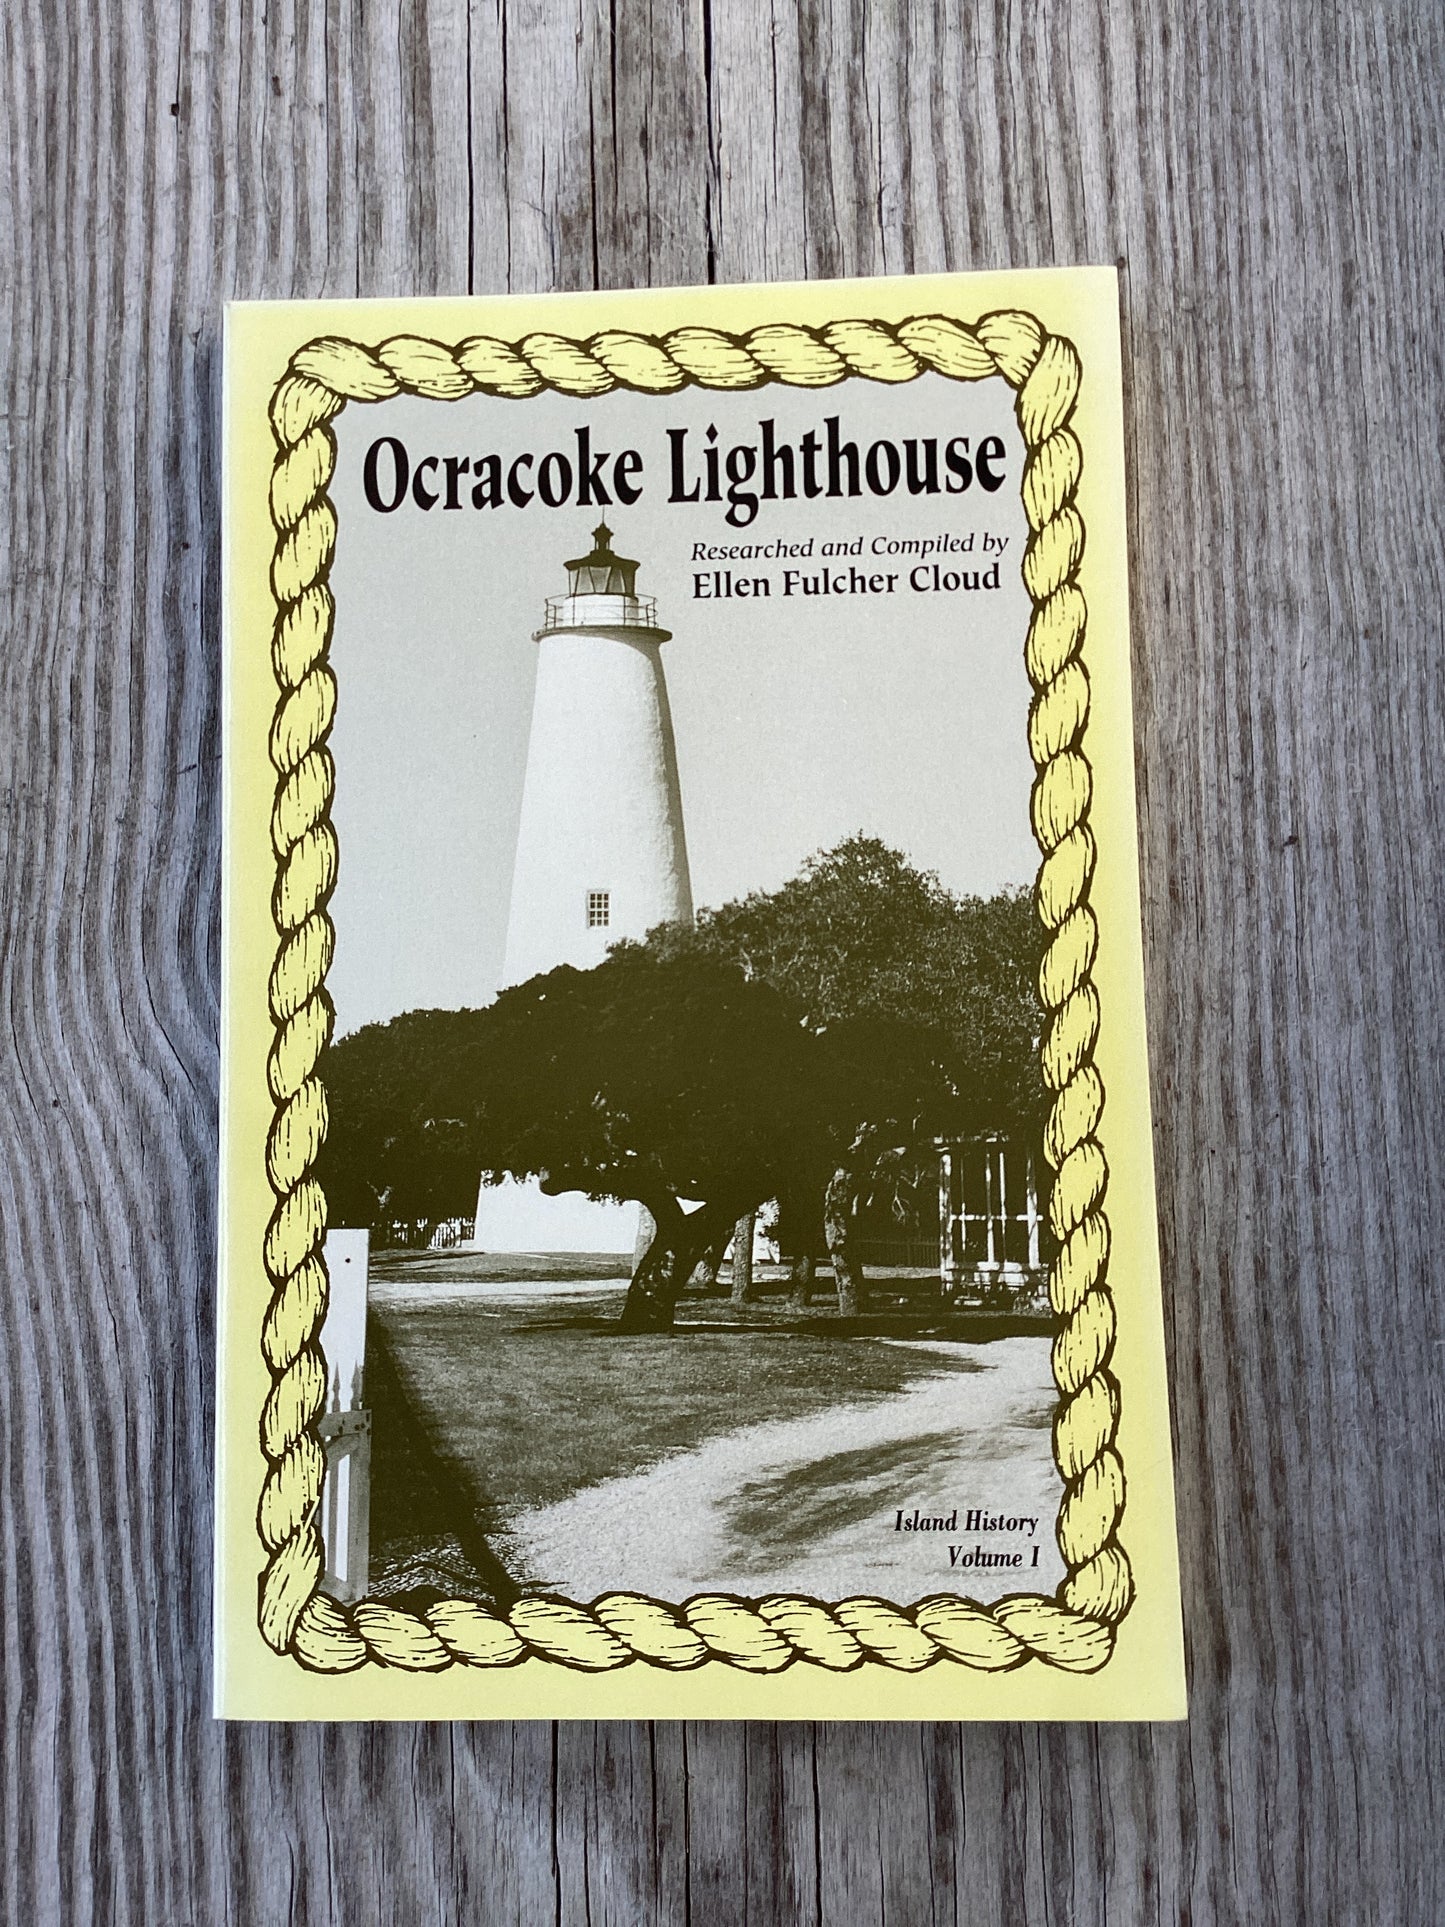 Ocracoke Lighthouse
Researched and Compiled by
Ellen Fulcher Cloud
Island History
Volume I